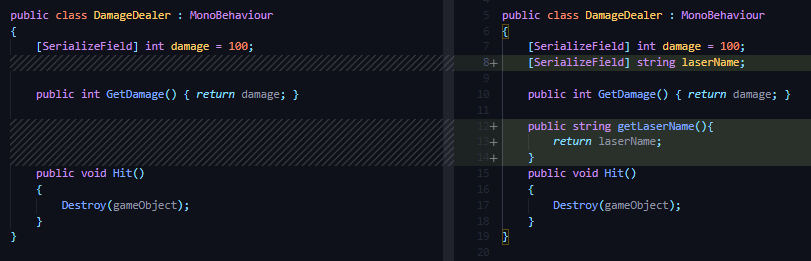 public class DamageDealer : MonoBehaviour
{
    [SerializeField] int damage = 100;
    public int GetDamage() { return damage; }
    public void Hit()
    {
        Destroy(gameObject);
    }
}
5 public class DamageDealer : MonoBehaviour
6 {
7     [SerializeField] int damage = 100;
8+     [SerializeField] string laserName;
9
10     public int GetDamage() { return damage; }
11
12+     public string getLaserName(){
13+         return laserName;
14+     }
15     public void Hit()
16     {
17         Destroy(gameObject);
18     }
19 }
20